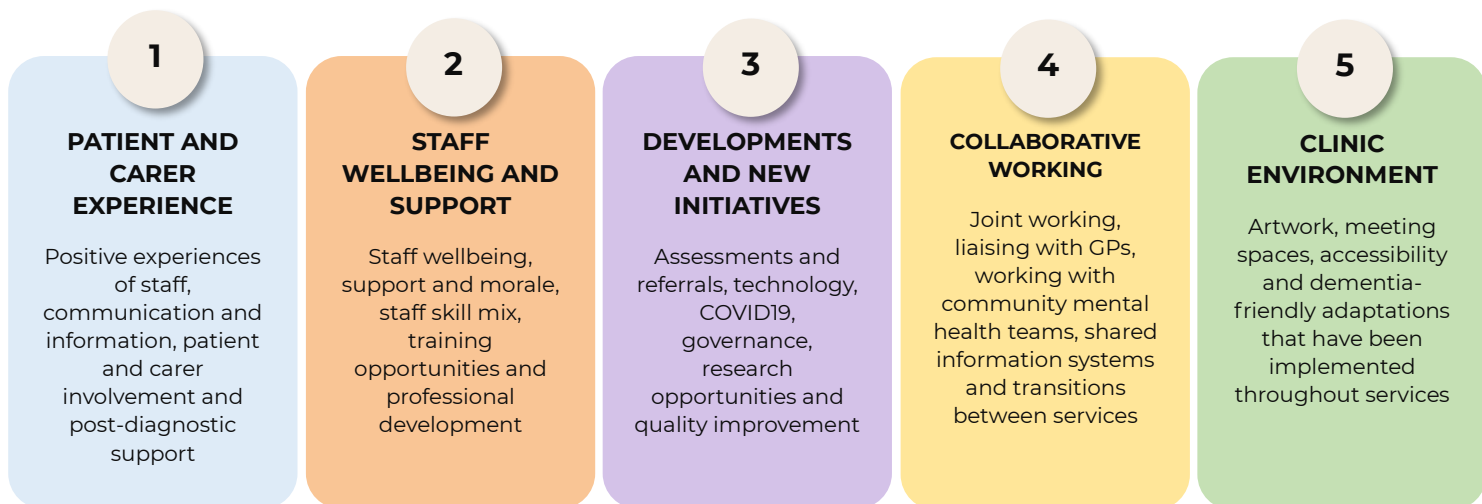 1
PATIENT AND
CARER
EXPERIENCE
Positive experiences
of staff,
communication and
information, patient
and carer
involvement and
post-diagnostic
support
2
STAFF
WELLBEING AND
SUPPORT
Staff wellbeing,
support and morale,
staff skill mix,
training
opportunities and
professional
development
3
DEVELOPMENTS
AND NEW
INITIATIVES
Assessments and
referrals, technology,
COVID19,
governance,
research
opportunities and
quality improvement
4
COLLABORATIVE
WORKING
Joint working,
liaising with GPs,
working with
community mental
health teams, shared
information systems
and transitions
between services
5
CLINIC
ENVIRONMENT
Artwork, meeting
spaces, accessibility
and dementia-
friendly adaptations
that have been
implemented
throughout services